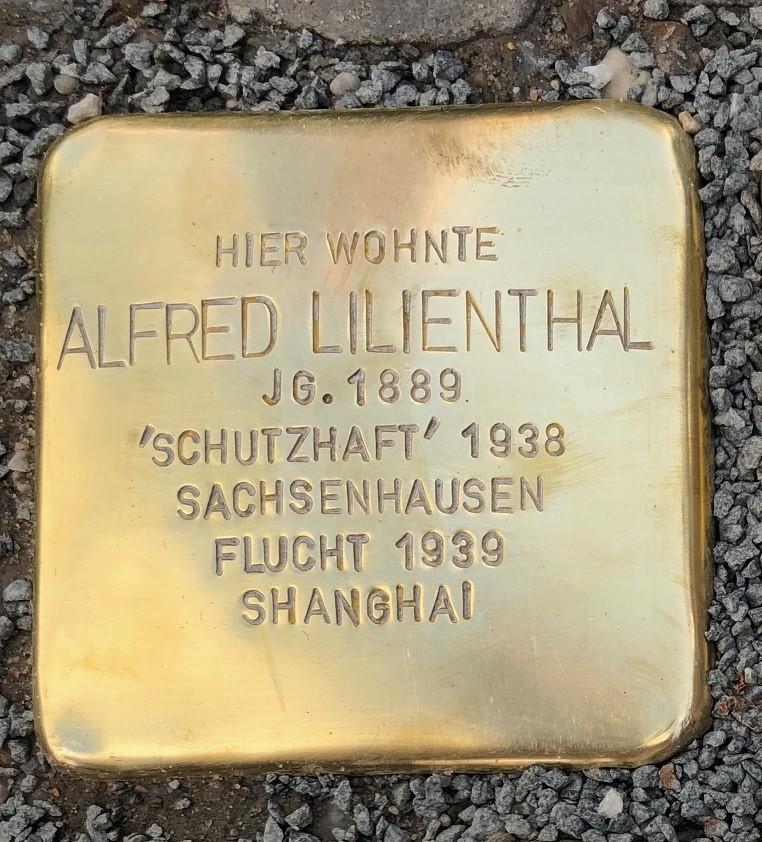 HIER WOHNTE
ALFRED LILIENTHAL
JG. 1889
'SCHUTZHAFT' 1938
SACHSENHAUSEN
FLUCHT 1939
SHANGHAI